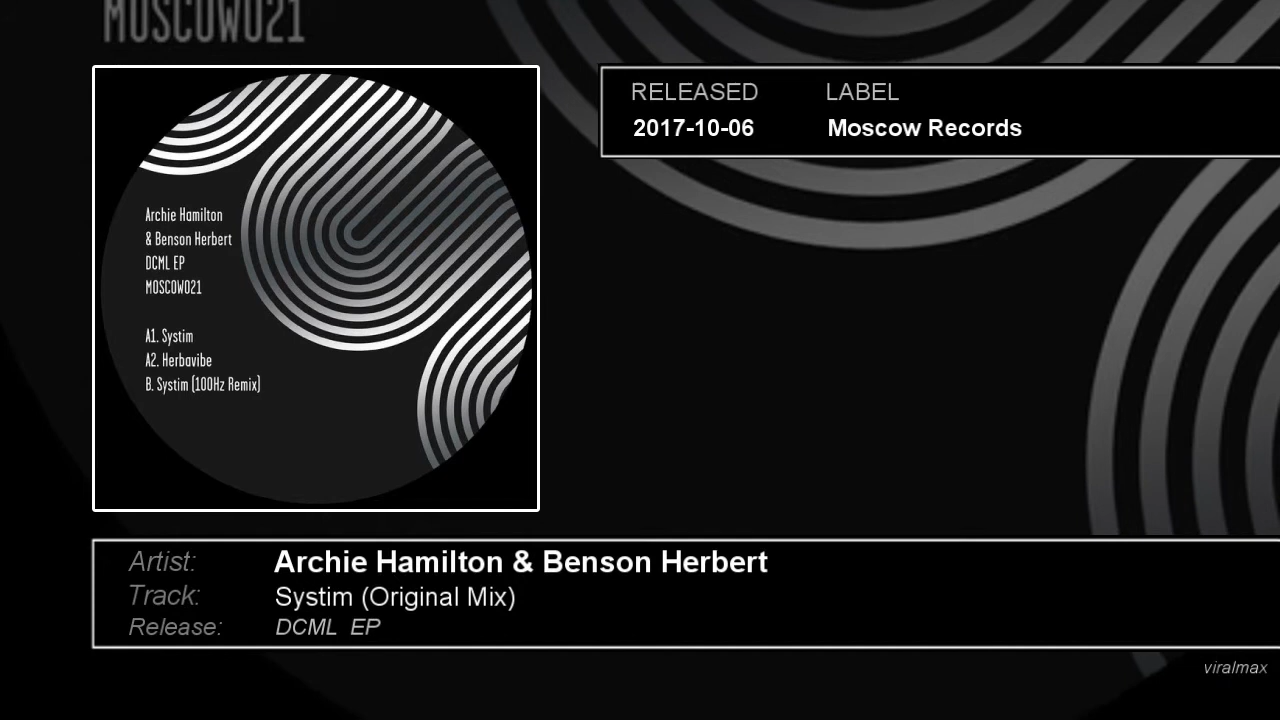 MOSCOW021
RELEASED LABEL
2017-10-06 Moscow Records
Archie Hamilton
& Benson Herbert
DCML EP
MOSCOW021
A1. Systim
A2. Herbavibe
B. Systim (100Hz Remix)
Artist: Archie Hamilton & Benson Herbert
Track: Systim (Original Mix)
Release: DCML EP
viralmax